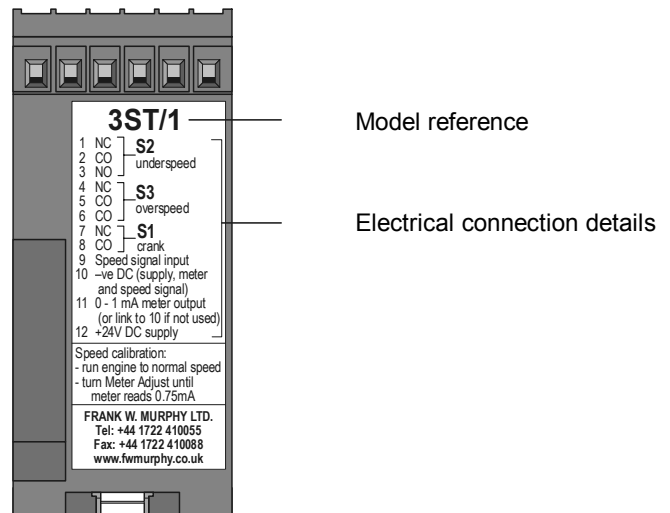 3ST/1
Model reference
1 NC
2 CO
3 NO
S2
underspeed
4 NC
5 CO
6 CO
S3
overspeed
7 NC
8 CO
S1
crank
Electrical connection details
9 Speed signal input
10 –ve DC (supply, meter
and speed signal)
11 0 - 1 mA meter output
(or link to 10 if not used)
12 +24V DC supply
Speed calibration:
- run engine to normal speed
- turn Meter Adjust until
meter reads 0.75mA
FRANK W. MURPHY LTD.
Tel: +44 1722 410055
Fax: +44 1722 410088
www.fwmurphy.co.uk